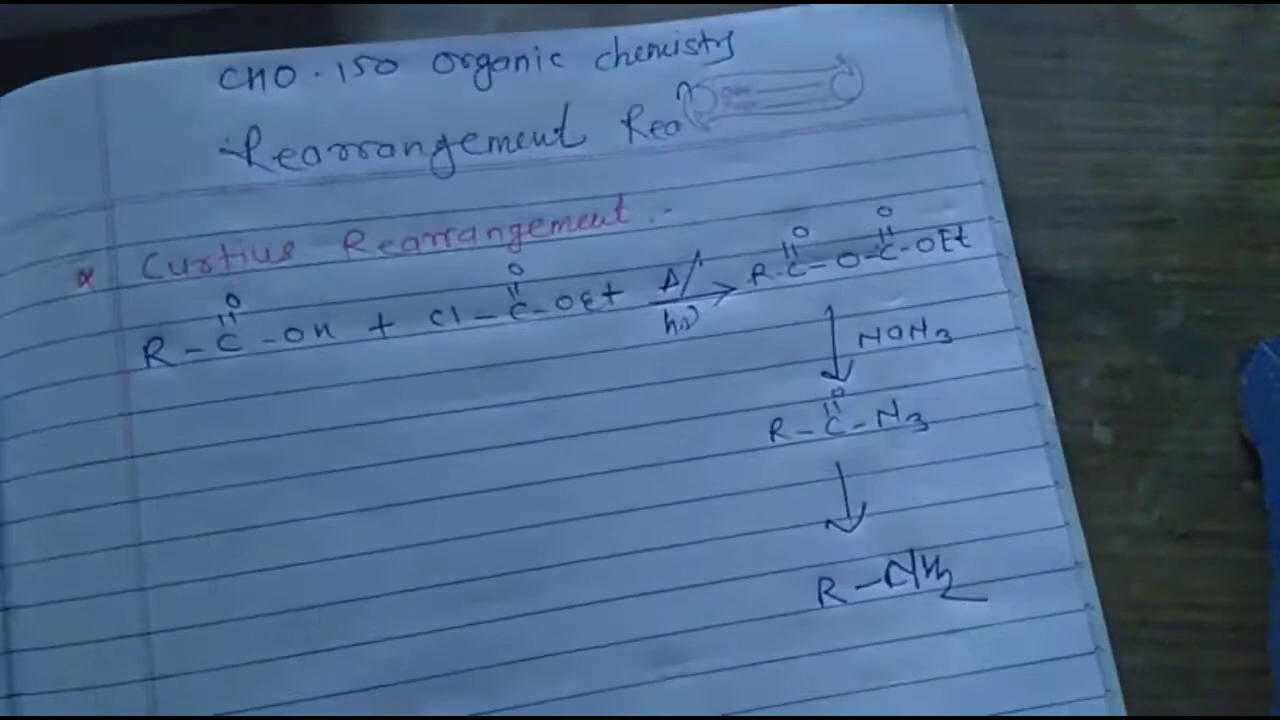 CHO.150 Organic chemistry
Rearrangement Rea
* Curtius Rearrangement :-
O O O O
R - C - OH + Cl - C - OEt Δ/hν → R - C - O - C - OEt
↓ NaN3
O
R - C - N3
↓
R - NH2